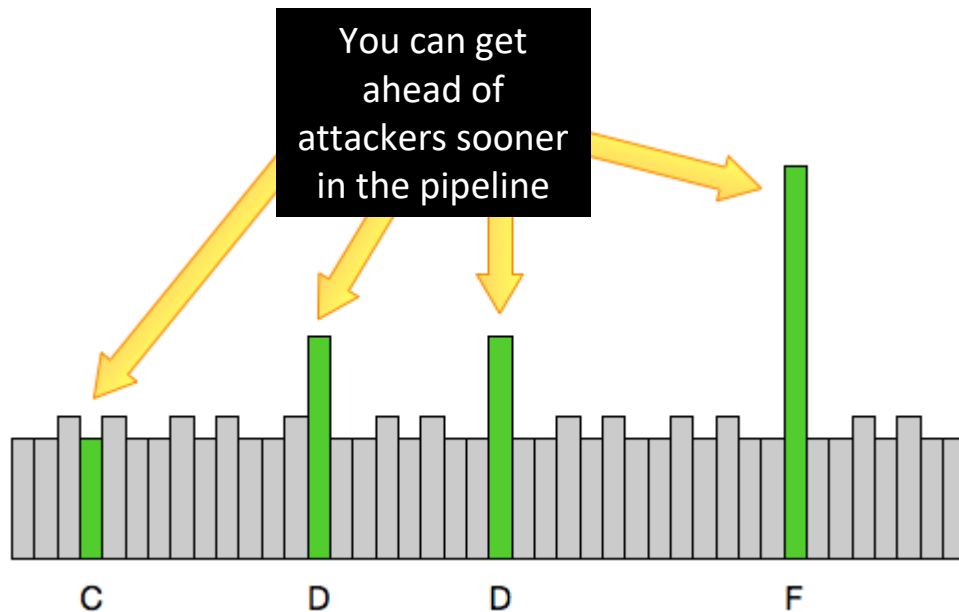 You can get
ahead of
attackers sooner
in the pipeline
C D D F